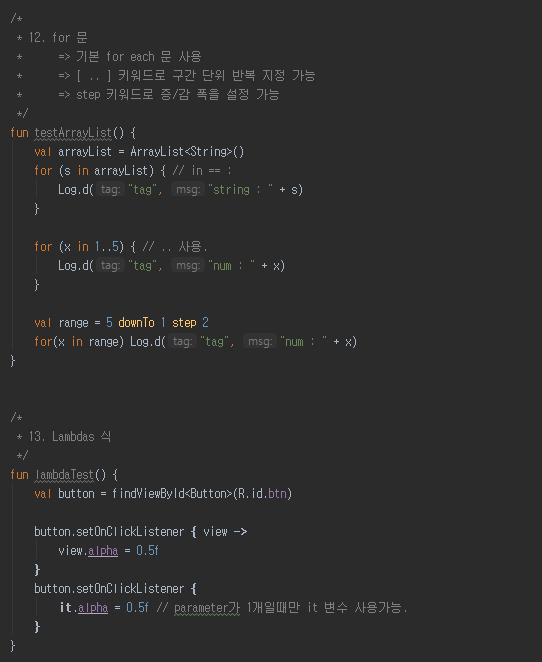 /*
 * 12. for 문
 *      => 기본 for each 문 사용
 *      => [ .. ] 키워드로 구간 단위 반복 지정 가능
 *      => step 키워드로 증/감 폭을 설정 가능
 */
fun testArrayList() {
    val arrayList = ArrayList<String>()
    for (s in arrayList) { // in == :
        Log.d( tag: "tag", msg: "string : " + s)
    }
    for (x in 1..5) { // .. 사용.
        Log.d( tag: "tag", msg: "num : " + x)
    }
    val range = 5 downTo 1 step 2
    for(x in range) Log.d( tag: "tag", msg: "num : " + x)
}
/*
 * 13. Lambdas 식
 */
fun lambdaTest() {
    val button = findViewById<Button>(R.id.btn)
    button.setOnClickListener { view ->
        view.alpha = 0.5f
    }
    button.setOnClickListener {
        it.alpha = 0.5f // parameter가 1개일때만 it 변수 사용가능.
    }
}